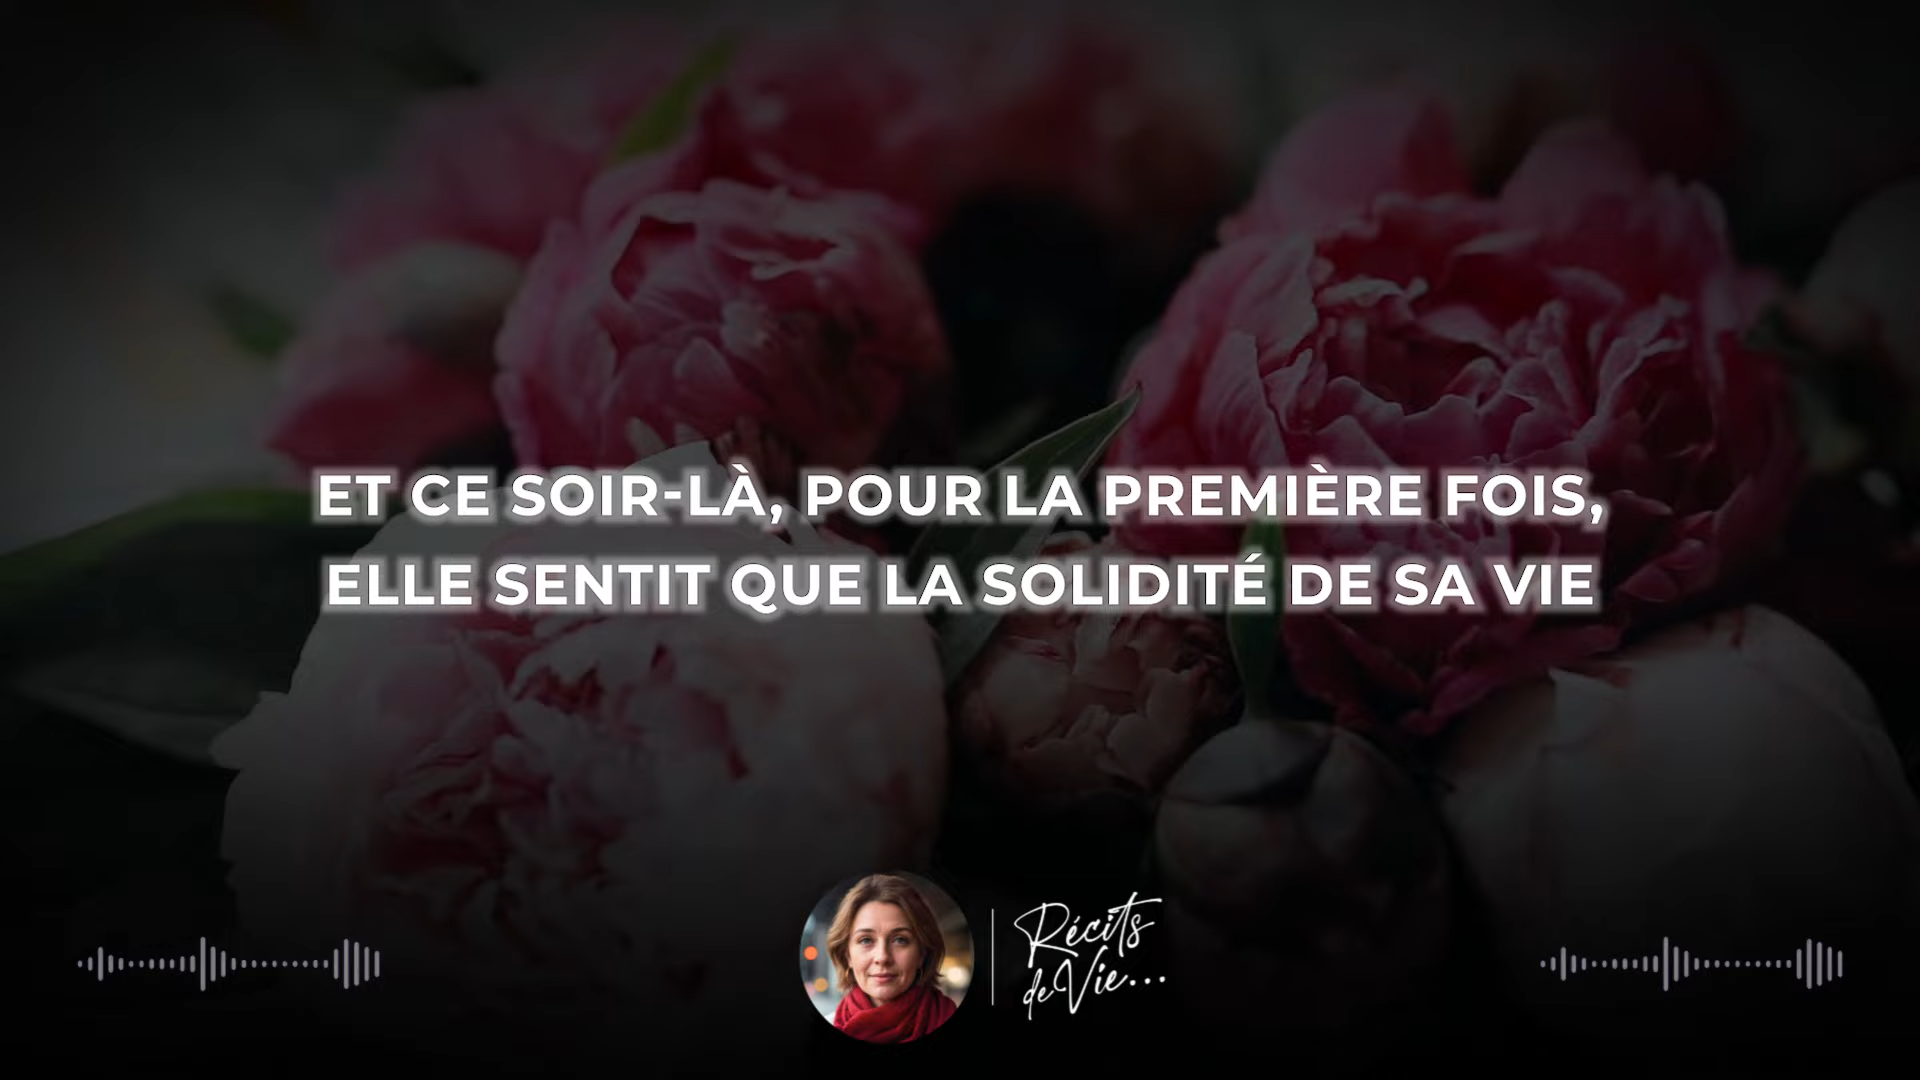 ET CE SOIR-LÀ, POUR LA PREMIÈRE FOIS,
ELLE SENTIT QUE LA SOLIDITÉ DE SA VIE
Récits
de Vie...